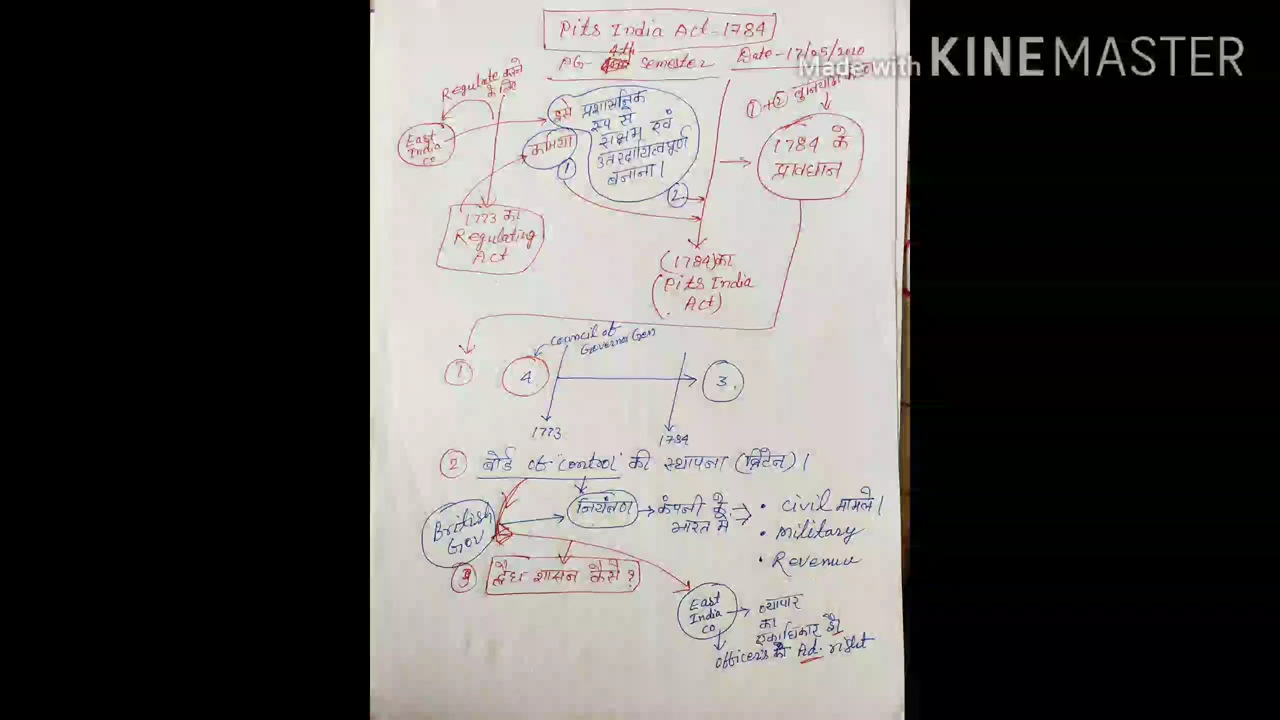 Pits India Act-1784
PG- 4th Semester
Date-17/05/2020
Made with KINEMASTER
Regulate करने
के लिए
East
India
co
1773 का
Regulating
Act
कमियाँ
1
इसे प्रशासनिक
रूप से
सक्षम एवं
उत्तरदायित्वपूर्ण
बनाना।
2
(1784)का
(Pits India
Act)
1+2
1784 के
प्रावधान
1
4
council of
Governor Gen
3
1773
1784
2 बोर्ड of 'control' की स्थापना (ब्रिटेन)।
British
Gov
नियंत्रण
कंपनी के
भारत में
• civil मामले।
• military
• Revenue
3 द्वैध शासन कैसे?
East
India
co
व्यापार
का
एकाधिकार
officers की Ad. right